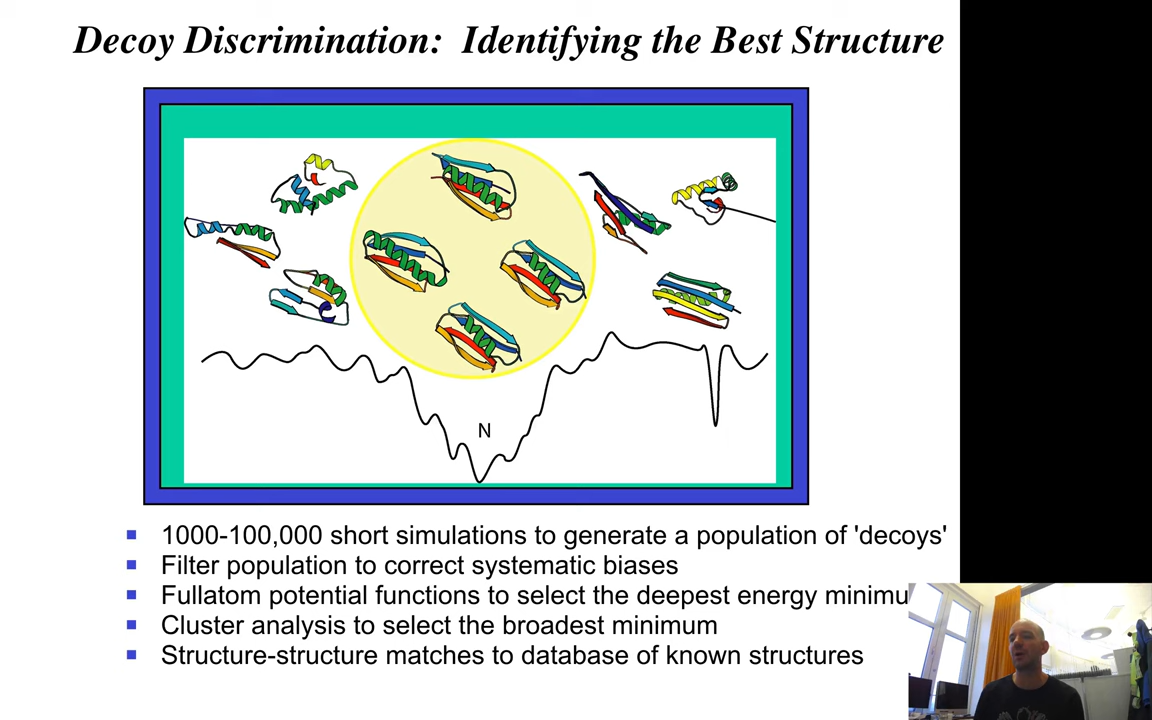 Decoy Discrimination: Identifying the Best Structure
N
1000-100,000 short simulations to generate a population of 'decoys'
Filter population to correct systematic biases
Fullatom potential functions to select the deepest energy minimu
Cluster analysis to select the broadest minimum
Structure-structure matches to database of known structures